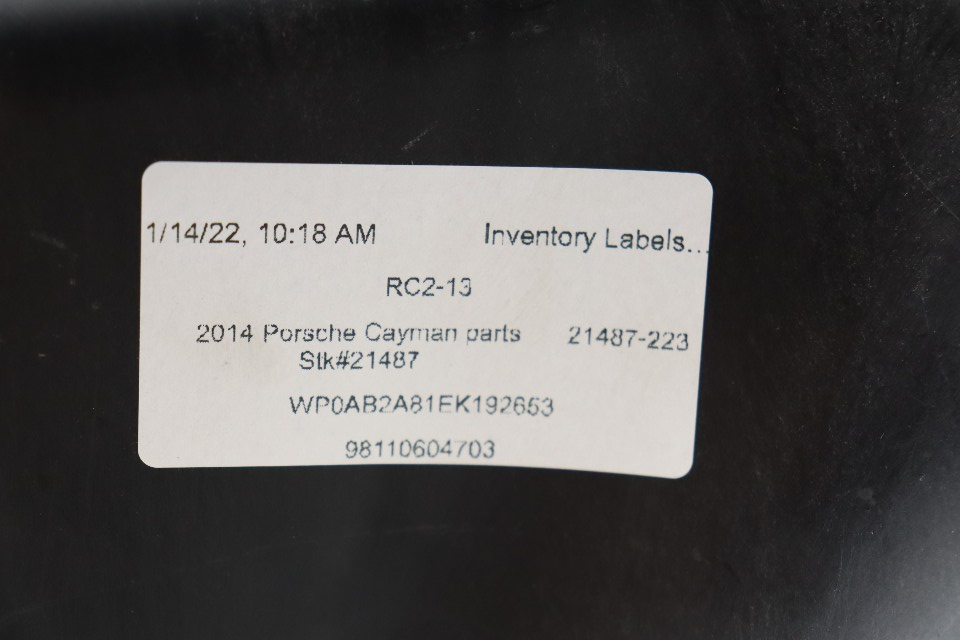 1/14/22, 10:18 AM Inventory Labels...
RC2-13
2014 Porsche Cayman parts 21487-223
Stk#21487
WP0AB2A81EK192653
98110604703